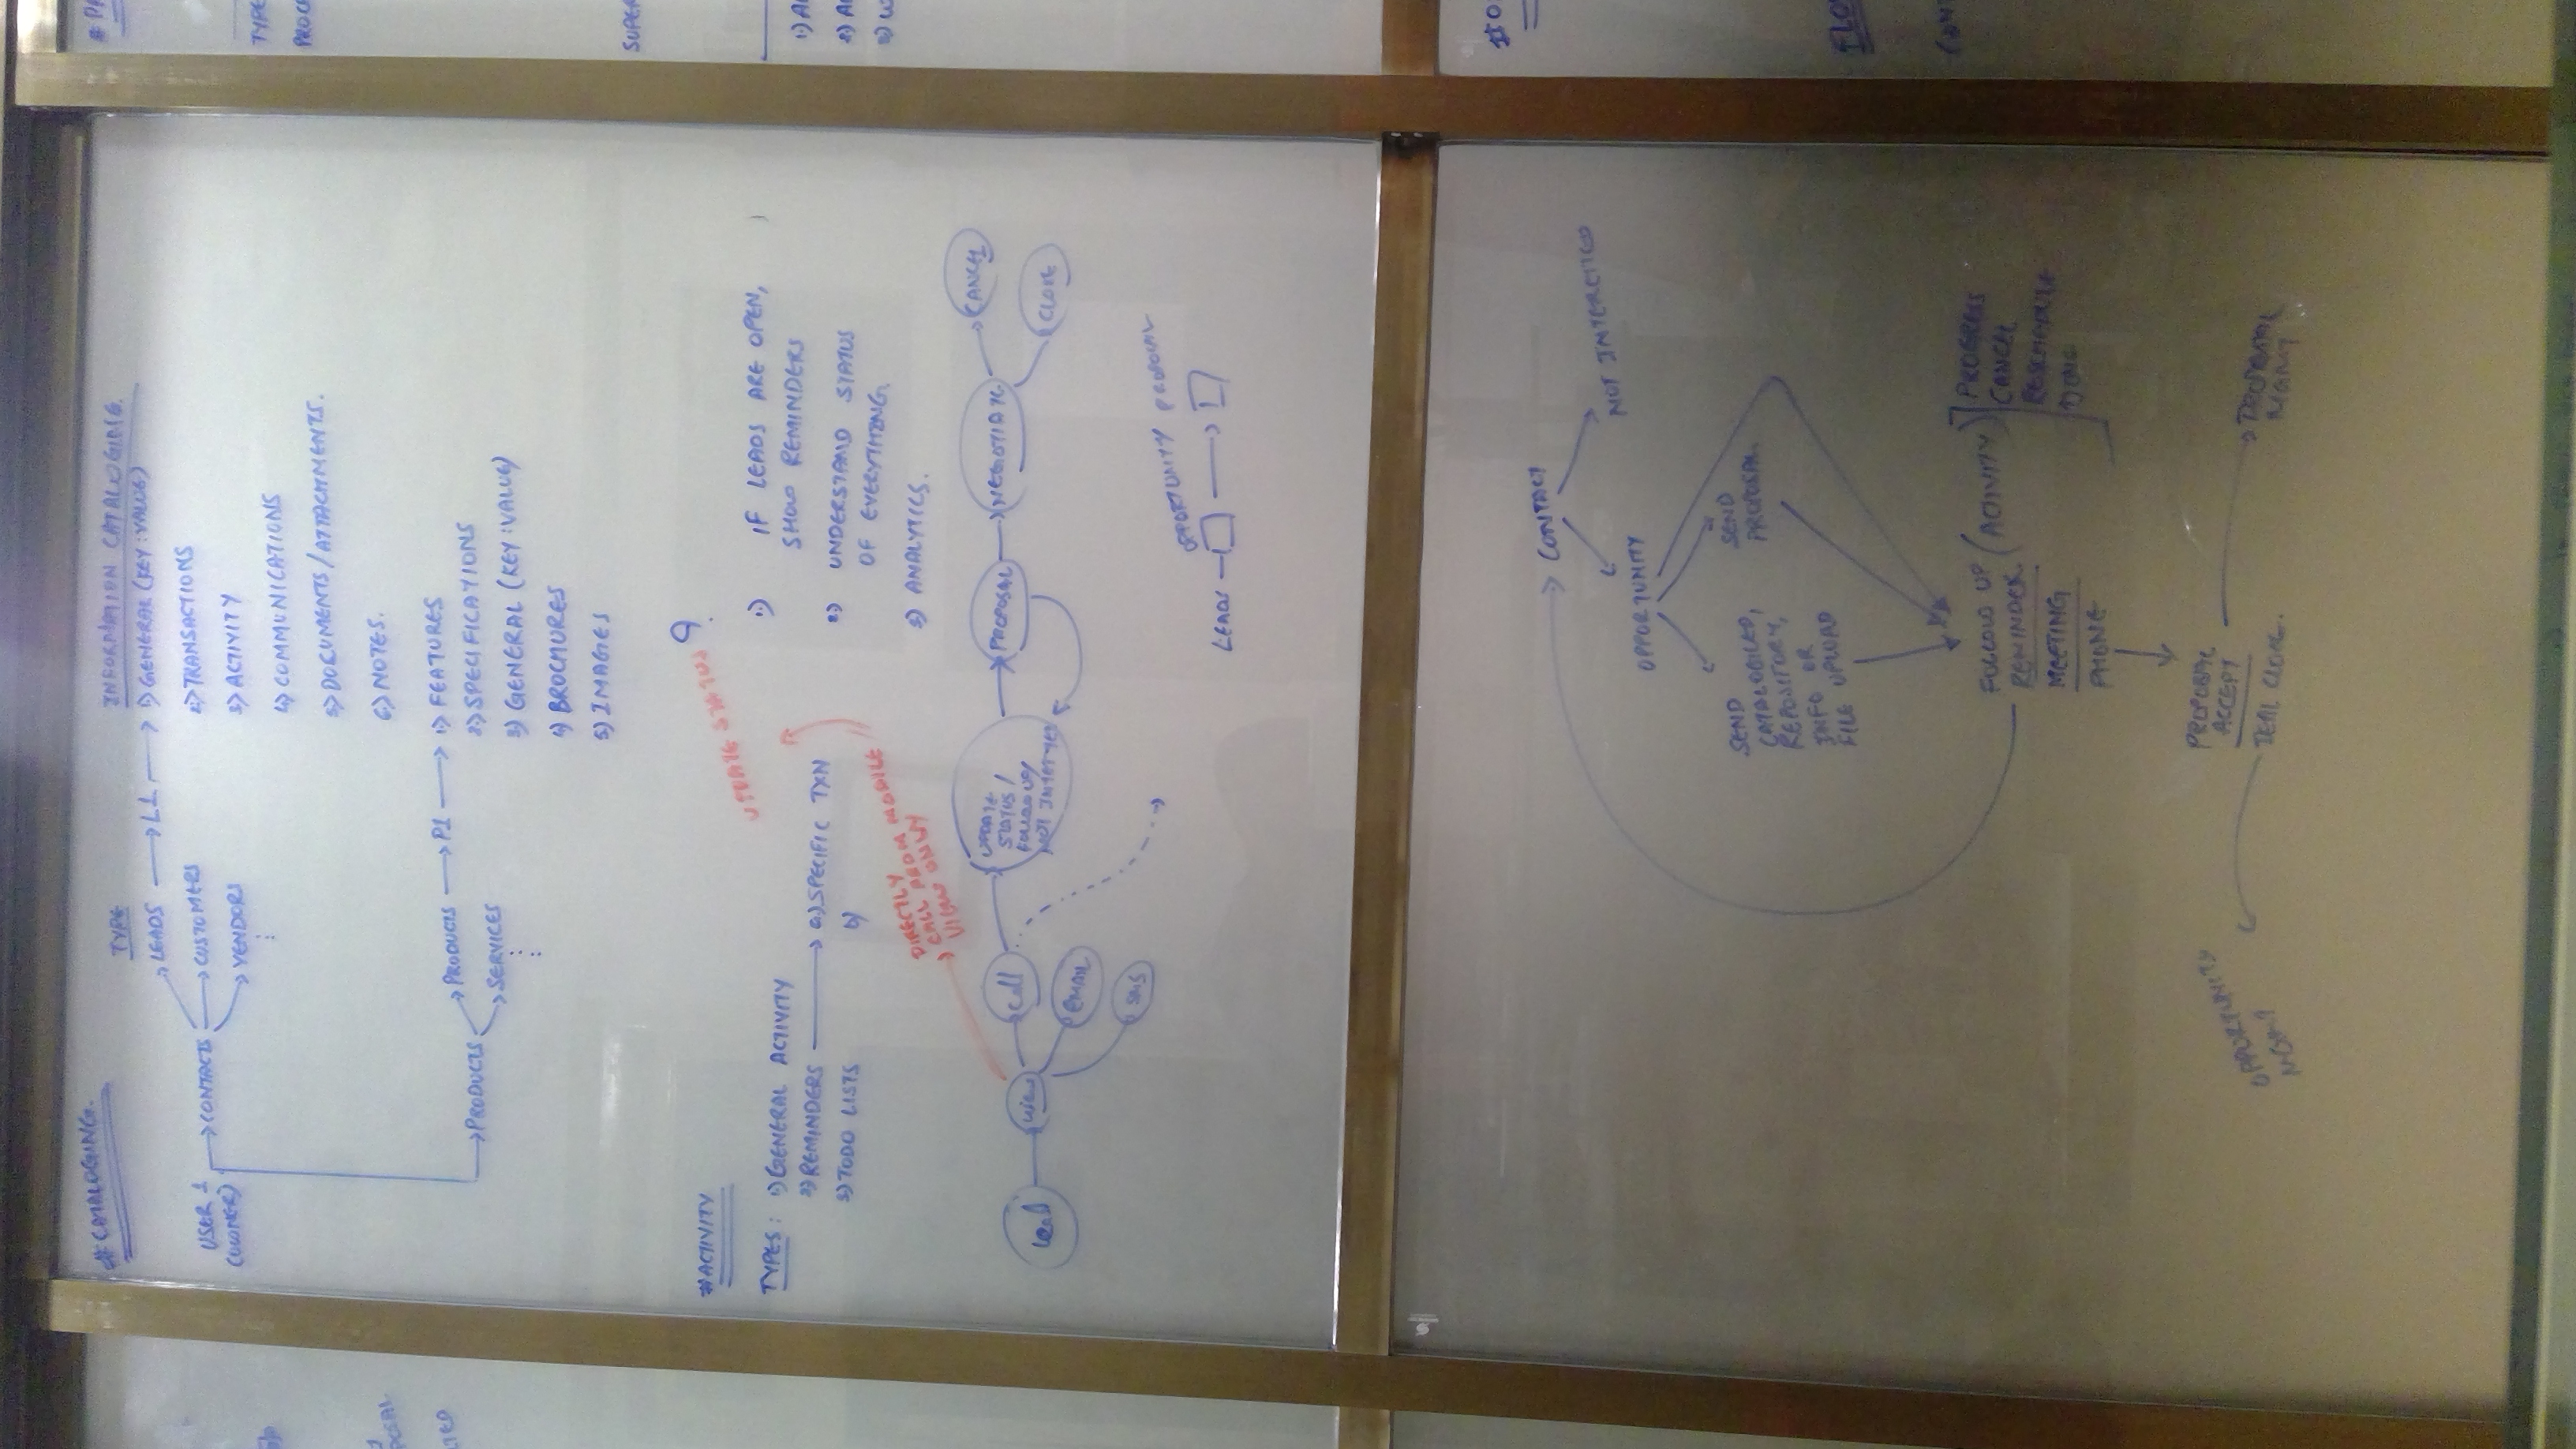 #CATALOGING.
TYPE
INFORMATION CATALOGING.
USER 1
(OWNER)
CONTACTS
LEADS
L1
CUSTOMERS
VENDORS
1) GENERAL (KEY:VALUE)
2) TRANSACTIONS
3) ACTIVITY
4) COMMUNICATIONS
5) DOCUMENTS/ATTACHMENTS.
6) NOTES.
PRODUCTS
PRODUCTS
P1
SERVICES
1) FEATURES
2) SPECIFICATIONS
3) GENERAL (KEY:VALUE)
4) BROCHURES
5) IMAGES
#ACTIVITY
TYPES: 1) GENERAL ACTIVITY
2) REMINDERS
3) TODO LISTS
a) SPECIFIC TXN
b)
UPDATE STATUS
?
DIRECTLY
CALL FROM MOBILE
VIEW ONLY
1) IF LEADS ARE OPEN,
SHOW REMINDERS
2) UNDERSTAND STATUS
OF EVERYTHING.
3) ANALYTICS.
Lead
VIEW
Call
EMAIL
SMS
UPDATE
STATUS/
FOLLOW UP/
PROPOSAL
NEGOTIATE
CANCEL
CLOSE
OPPORTUNITY PROPOSAL
LEADS
CONTACT
NOT INTERESTED
OPPORTUNITY
SEND
CATALOGUED,
REPOSITORY,
INFO OR
FILE UPLOAD
SEND
PROPOSAL
FOLLOW UP (ACTIVITY)
REMINDER
MEETING
PHONE
PROGRESS
CANCEL
RESCHEDULE
DONE
PROPOSAL
ACCEPT
DEAL CLOSE.
OPPORTUNITY
MGMT
PROPOSAL
MGMT
#O
SUPER
TYPE